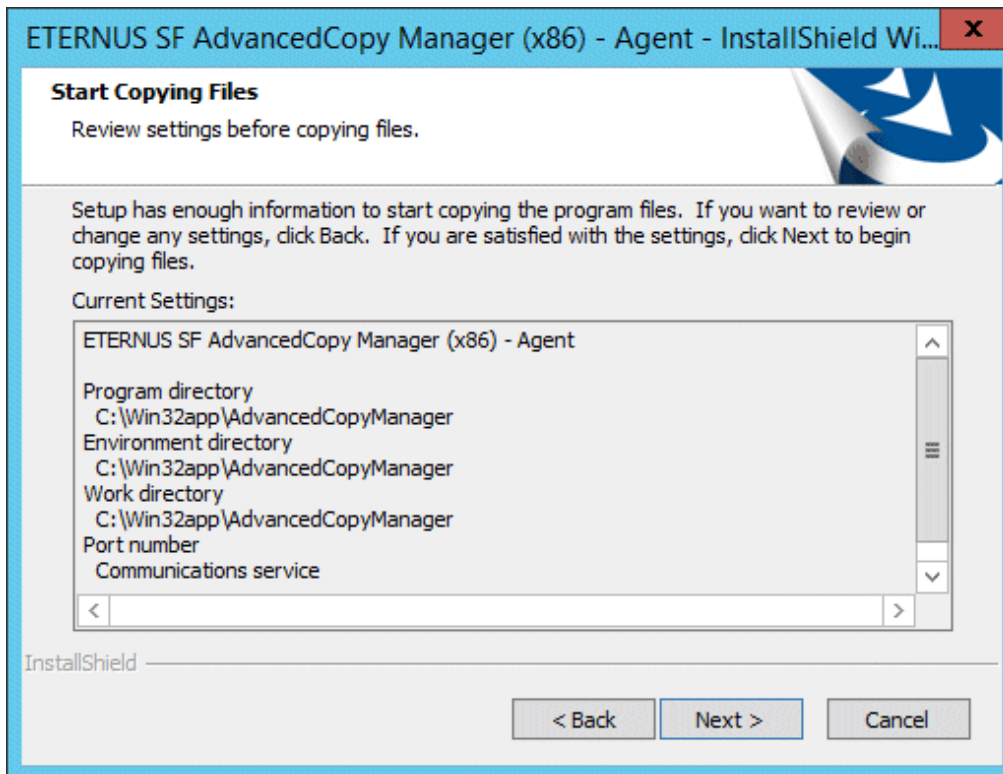 ETERNUS SF AdvancedCopy Manager (x86) - Agent - InstallShield Wi...
x
Start Copying Files
Review settings before copying files.
Setup has enough information to start copying the program files. If you want to review or
change any settings, click Back. If you are satisfied with the settings, click Next to begin
copying files.
Current Settings:
ETERNUS SF AdvancedCopy Manager (x86) - Agent
Program directory
C:\Win32app\AdvancedCopyManager
Environment directory
C:\Win32app\AdvancedCopyManager
Work directory
C:\Win32app\AdvancedCopyManager
Port number
Communications service
InstallShield
< Back
Next >
Cancel